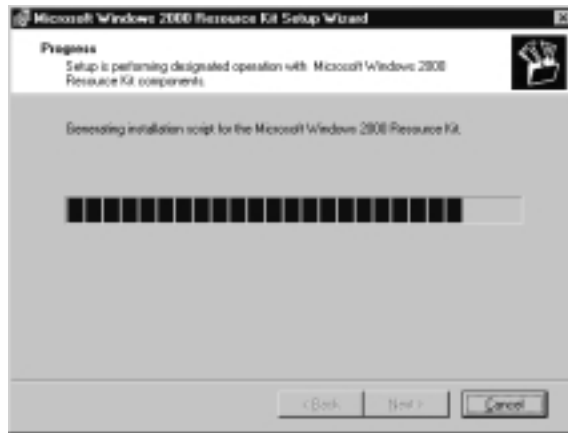 Microsoft Windows 2000 Resource Kit Setup Wizard
Progress
Setup is performing designated operation with Microsoft Windows 2000
Resource Kit components.
Generating installation script for the Microsoft Windows 2000 Resource Kit.
< Back
Next >
Cancel